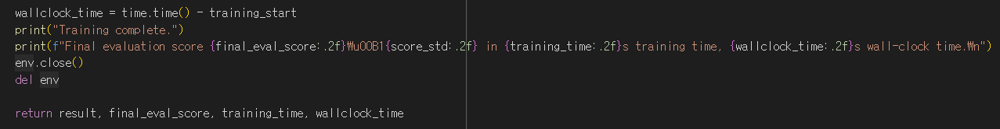 wallclock_time = time.time() - training_start
print("Training complete.")
print(f"Final evaluation score {final_eval_score:.2f}₩u00B1{score_std:.2f} in {training_time:.2f}s training time, {wallclock_time:.2f}s wall-clock time.₩n")
env.close()
del env
return result, final_eval_score, training_time, wallclock_time